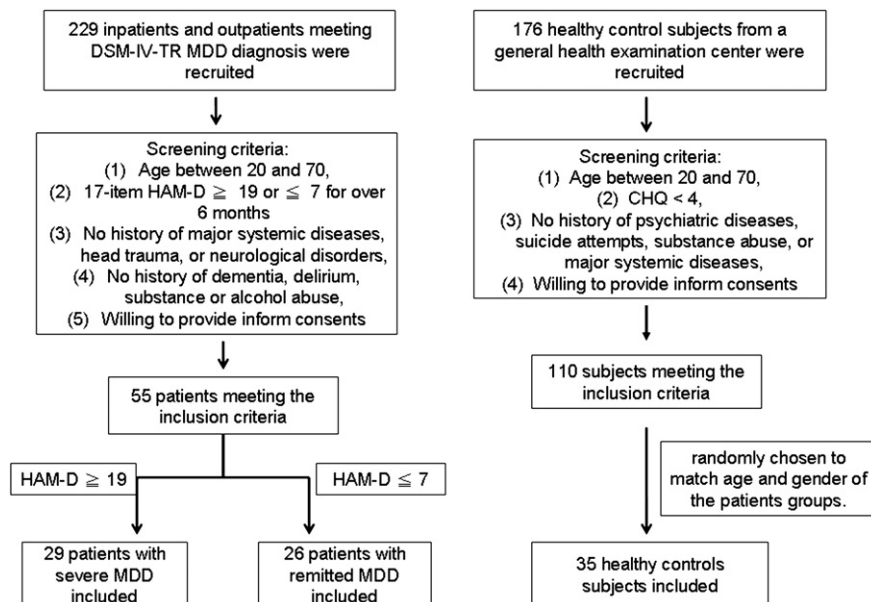 229 inpatients and outpatients meeting
DSM-IV-TR MDD diagnosis were
recruited
Screening criteria:
(1) Age between 20 and 70,
(2) 17-item HAM-D ≧ 19 or ≦ 7 for over
6 months
(3) No history of major systemic diseases,
head trauma, or neurological disorders,
(4) No history of dementia, delirium,
substance or alcohol abuse,
(5) Willing to provide inform consents
55 patients meeting the
inclusion criteria
HAM-D ≧ 19
HAM-D ≦ 7
29 patients with
severe MDD
included
26 patients with
remitted MDD
included
176 healthy control subjects from a
general health examination center were
recruited
Screening criteria:
(1) Age between 20 and 70,
(2) CHQ < 4,
(3) No history of psychiatric diseases,
suicide attempts, substance abuse, or
major systemic diseases,
(4) Willing to provide inform consents
110 subjects meeting the
inclusion criteria
randomly chosen to
match age and gender of
the patients groups.
35 healthy controls
subjects included